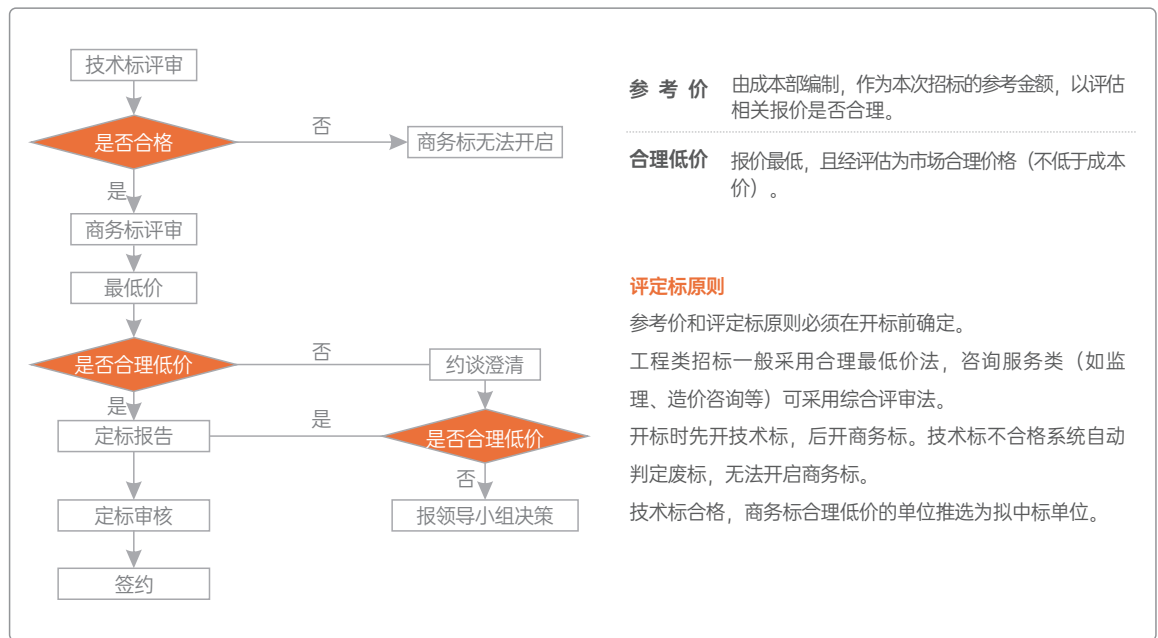 技术标评审
是否合格
否
商务标无法开启
是
商务标评审
最低价
是否合理低价
否
约谈澄清
是
定标报告
是
是否合理低价
否
定标审核
报领导小组决策
签约
参考价 由成本部编制，作为本次招标的参考金额，以评估
相关报价是否合理。
合理低价 报价最低，且经评估为市场合理价格（不低于成本
价）。
评定标原则
参考价和评定标原则必须在开标前确定。
工程类招标一般采用合理最低价法，咨询服务类（如监
理、造价咨询等）可采用综合评审法。
开标时先开技术标，后开商务标。技术标不合格系统自动
判定废标，无法开启商务标。
技术标合格，商务标合理低价的单位推选为拟中标单位。